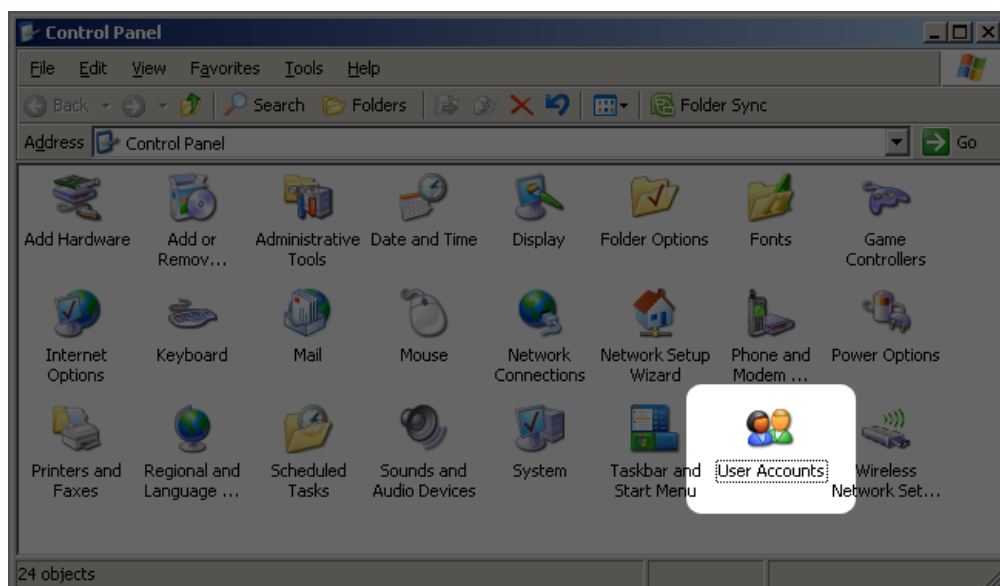 Control Panel
File Edit View Favorites Tools Help
Back Search Folders Folder Sync
Address Control Panel Go
Add Hardware
Add or
Remov...
Administrative
Tools
Date and Time
Display
Folder Options
Fonts
Game
Controllers
Internet
Options
Keyboard
Mail
Mouse
Network
Connections
Network Setup
Wizard
Phone and
Modem ...
Power Options
Printers and
Faxes
Regional and
Language ...
Scheduled
Tasks
Sounds and
Audio Devices
System
Taskbar and
Start Menu
User Accounts
Wireless
Network Set...
24 objects